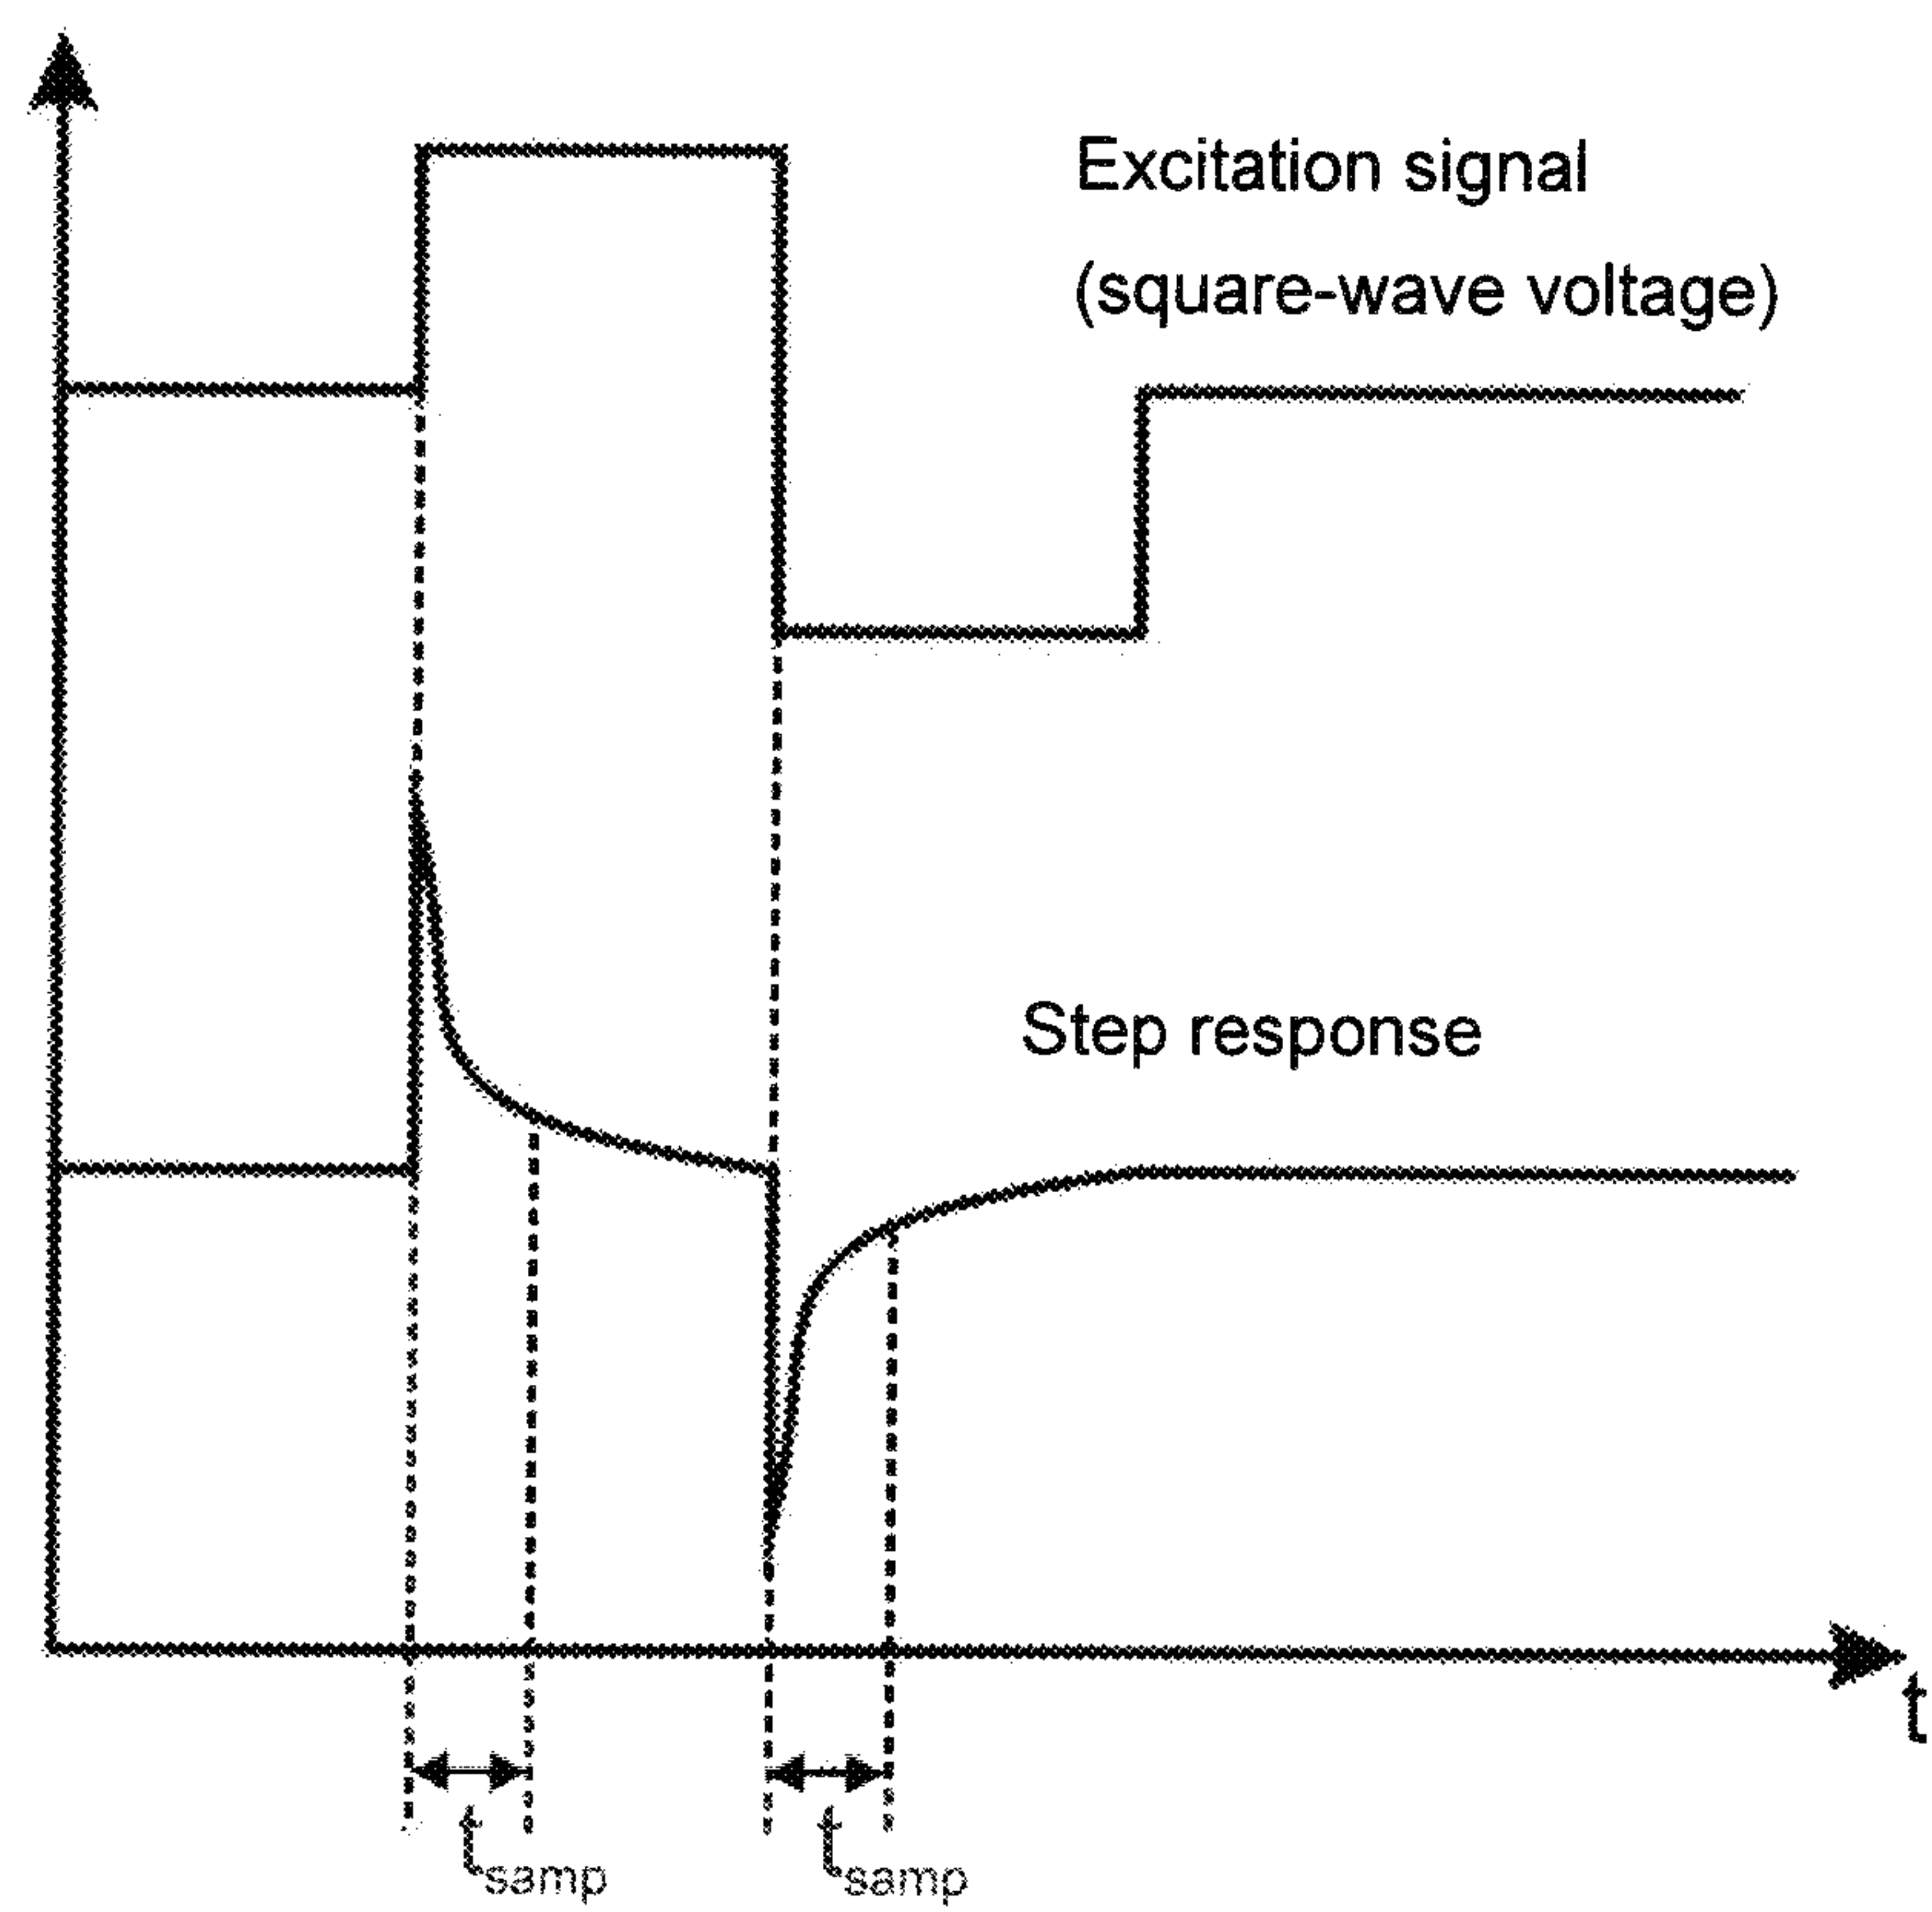 Excitation signal
(square-wave voltage)
Step response
t
tsamp
tsamp